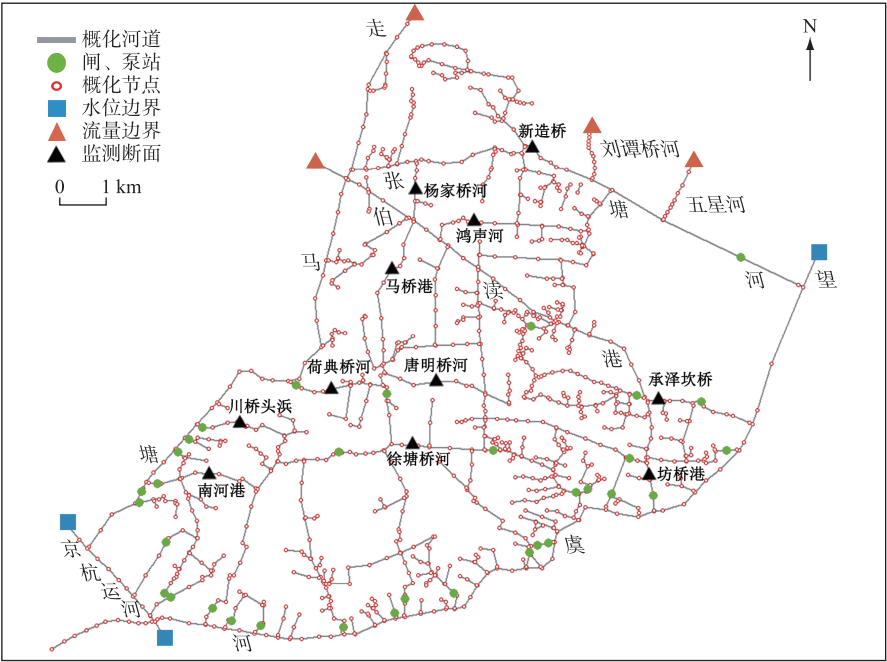 概化河道
闸、泵站
概化节点
水位边界
流量边界
监测断面
0 1 km
N
走
马
塘
张
伯
渎
港
新造桥
刘谭桥河
五星河
塘
河
望
虞
河
杨家桥河
鸿声河
马桥港
荷典桥河
唐明桥河
承泽坎桥
川桥头浜
徐塘桥河
坊桥港
南河港
京
杭
运
河